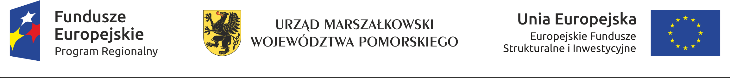 Fundusze
Europejskie
Program Regionalny
URZĄD MARSZAŁKOWSKI
WOJEWÓDZTWA POMORSKIEGO
Unia Europejska
Europejskie Fundusze
Strukturalne i Inwestycyjne